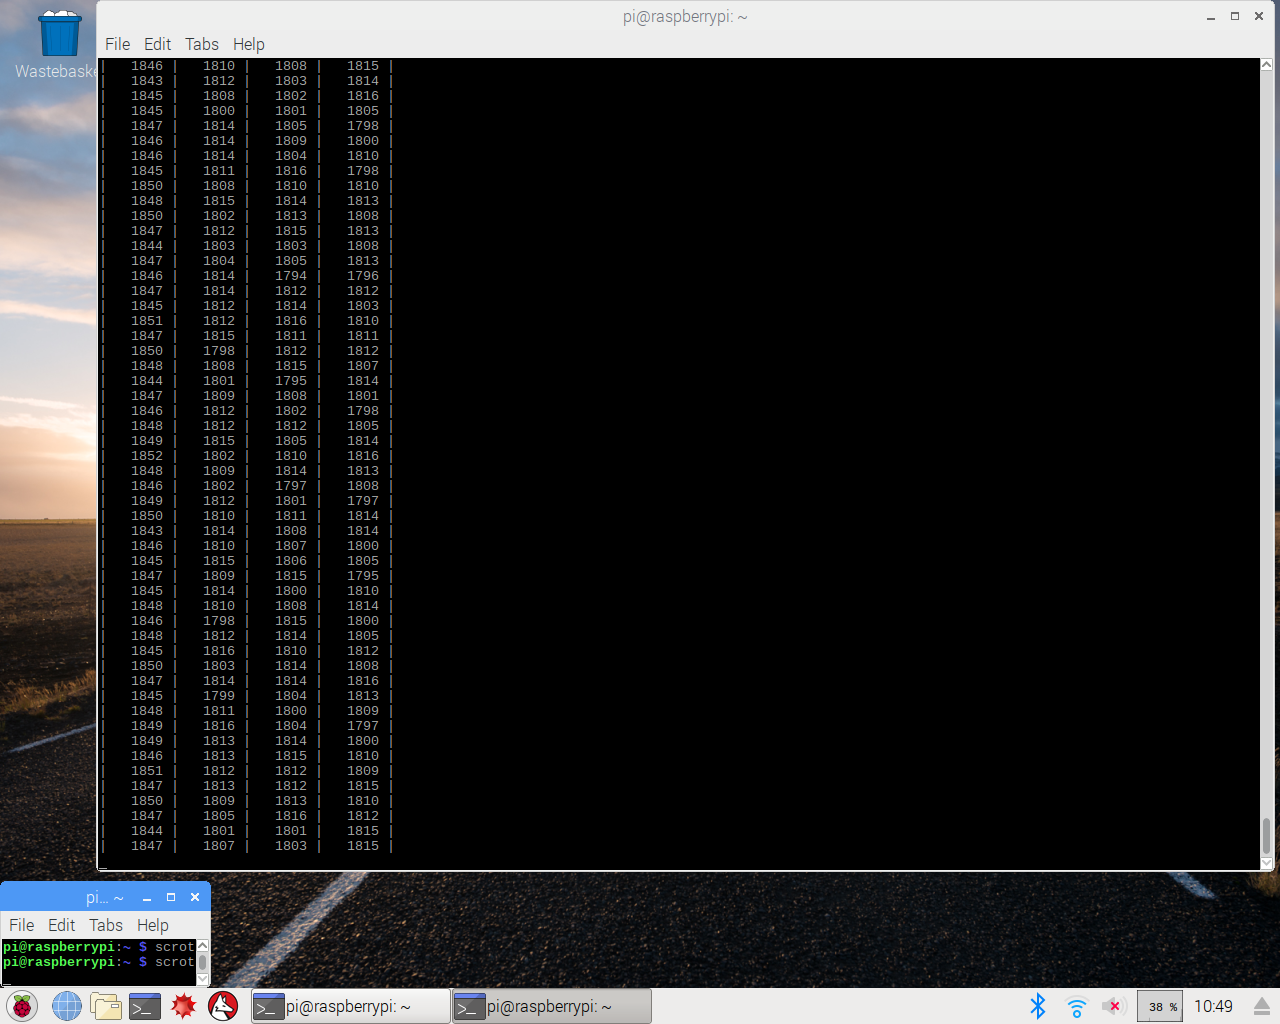 Wastebaske
pi@raspberrypi: ~
File Edit Tabs Help
| 1846 | 1810 | 1808 | 1815 |
| 1843 | 1812 | 1803 | 1814 |
| 1845 | 1808 | 1802 | 1816 |
| 1845 | 1800 | 1801 | 1805 |
| 1847 | 1814 | 1805 | 1798 |
| 1846 | 1814 | 1809 | 1800 |
| 1846 | 1814 | 1804 | 1810 |
| 1845 | 1811 | 1816 | 1798 |
| 1850 | 1808 | 1810 | 1810 |
| 1848 | 1815 | 1814 | 1813 |
| 1850 | 1802 | 1813 | 1808 |
| 1847 | 1812 | 1815 | 1813 |
| 1844 | 1803 | 1803 | 1808 |
| 1847 | 1804 | 1805 | 1813 |
| 1846 | 1814 | 1794 | 1796 |
| 1847 | 1814 | 1812 | 1812 |
| 1845 | 1812 | 1814 | 1803 |
| 1851 | 1812 | 1816 | 1810 |
| 1847 | 1815 | 1811 | 1811 |
| 1850 | 1798 | 1812 | 1812 |
| 1848 | 1808 | 1815 | 1807 |
| 1844 | 1801 | 1795 | 1814 |
| 1847 | 1809 | 1808 | 1801 |
| 1846 | 1812 | 1802 | 1798 |
| 1848 | 1812 | 1812 | 1805 |
| 1849 | 1815 | 1805 | 1814 |
| 1852 | 1802 | 1810 | 1816 |
| 1848 | 1809 | 1814 | 1813 |
| 1846 | 1802 | 1797 | 1808 |
| 1849 | 1812 | 1801 | 1797 |
| 1850 | 1810 | 1811 | 1814 |
| 1843 | 1814 | 1808 | 1814 |
| 1846 | 1810 | 1807 | 1800 |
| 1845 | 1815 | 1806 | 1805 |
| 1847 | 1809 | 1815 | 1795 |
| 1845 | 1814 | 1800 | 1810 |
| 1848 | 1810 | 1808 | 1814 |
| 1846 | 1798 | 1815 | 1800 |
| 1848 | 1812 | 1814 | 1805 |
| 1845 | 1816 | 1810 | 1812 |
| 1850 | 1803 | 1814 | 1808 |
| 1847 | 1814 | 1814 | 1816 |
| 1845 | 1799 | 1804 | 1813 |
| 1848 | 1811 | 1800 | 1809 |
| 1849 | 1816 | 1804 | 1797 |
| 1849 | 1813 | 1814 | 1800 |
| 1846 | 1813 | 1815 | 1810 |
| 1851 | 1812 | 1812 | 1809 |
| 1847 | 1813 | 1812 | 1815 |
| 1850 | 1809 | 1813 | 1810 |
| 1847 | 1805 | 1816 | 1812 |
| 1844 | 1801 | 1801 | 1815 |
| 1847 | 1807 | 1803 | 1815 |
pi... ~
File Edit Tabs Help
pi@raspberrypi:~ $ scrot
pi@raspberrypi:~ $ scrot
pi@raspberrypi: ~ pi@raspberrypi: ~ 38 % 10:49